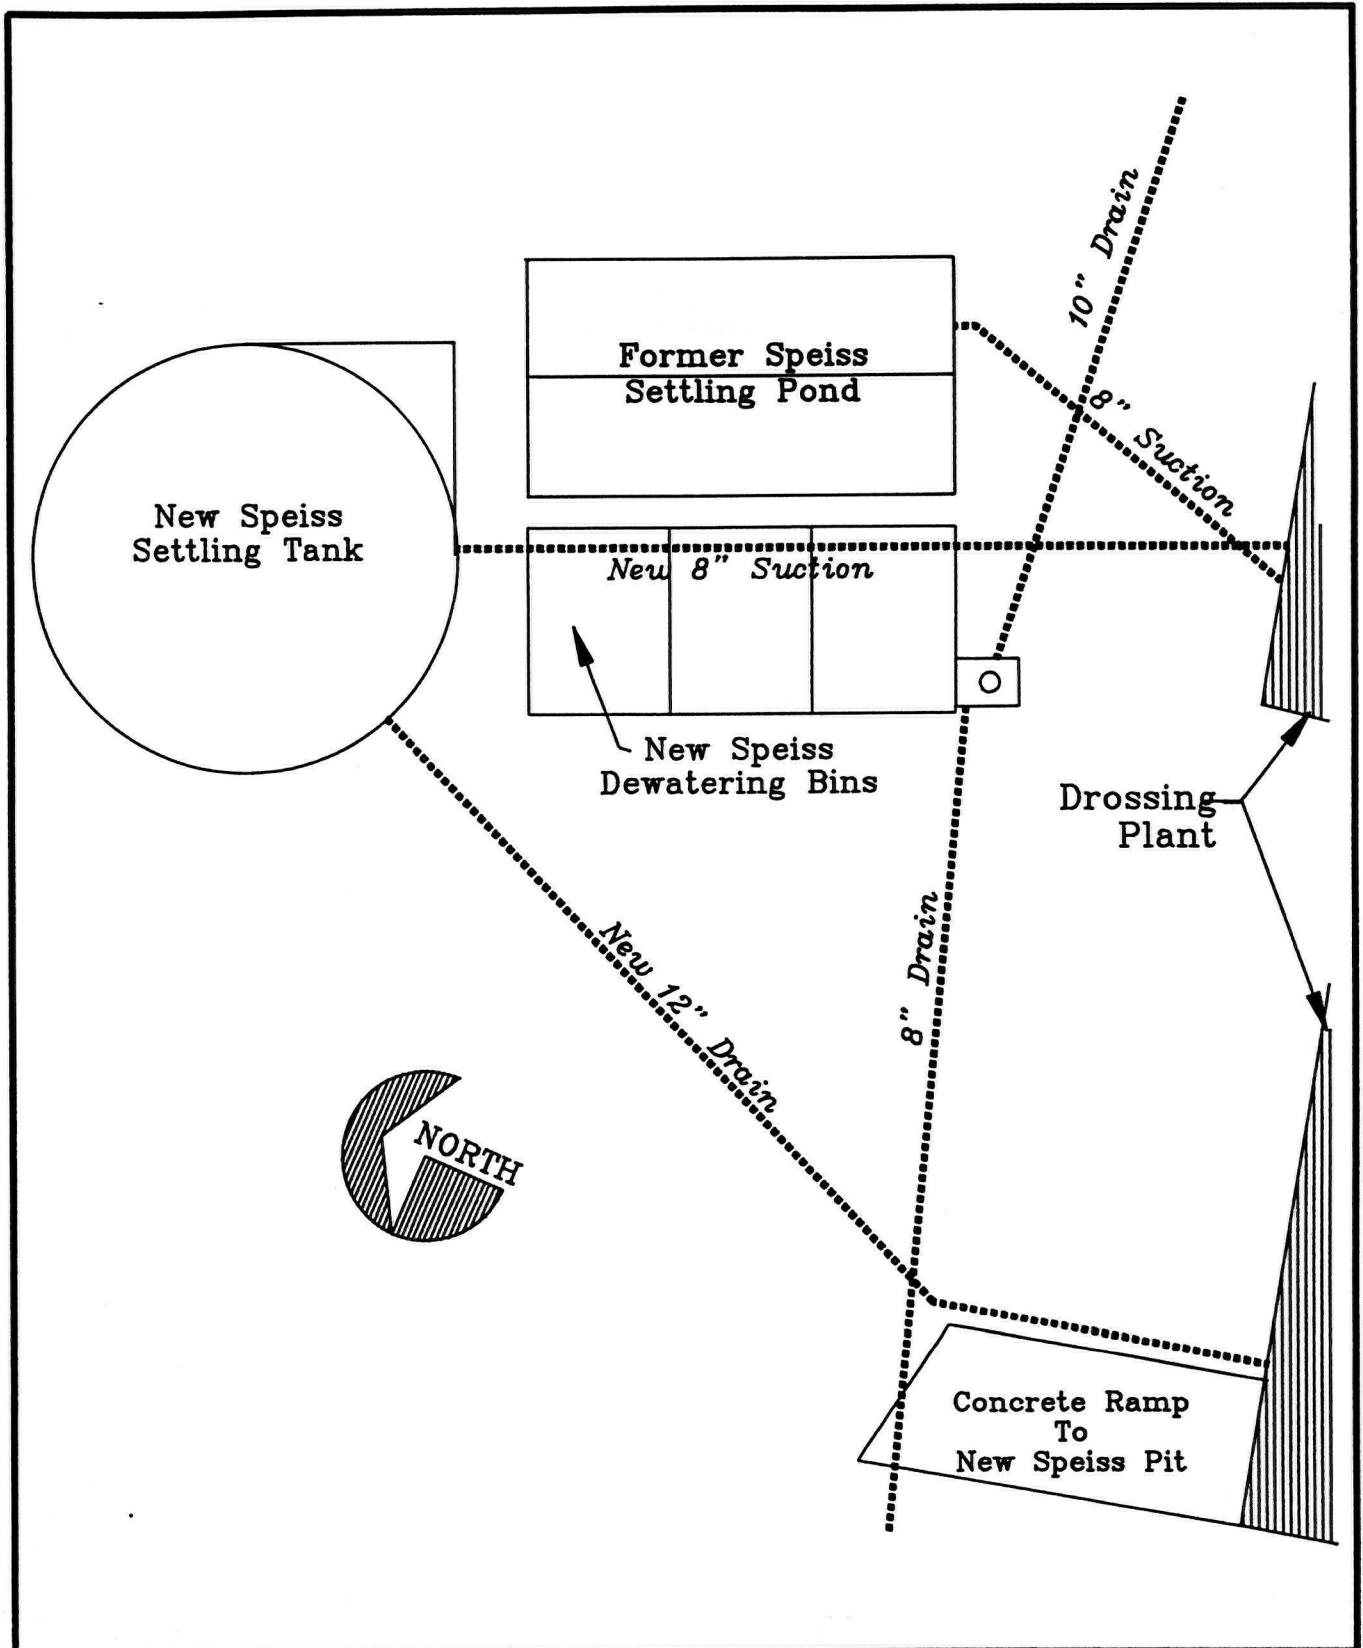 10" Drain
Former Speiss
Settling Pond
8" Suction
New Speiss
Settling Tank
New 8" Suction
New Speiss
Dewatering Bins
Drossing
Plant
8" Drain
New 12" Drain
NORTH
Concrete Ramp
To
New Speiss Pit